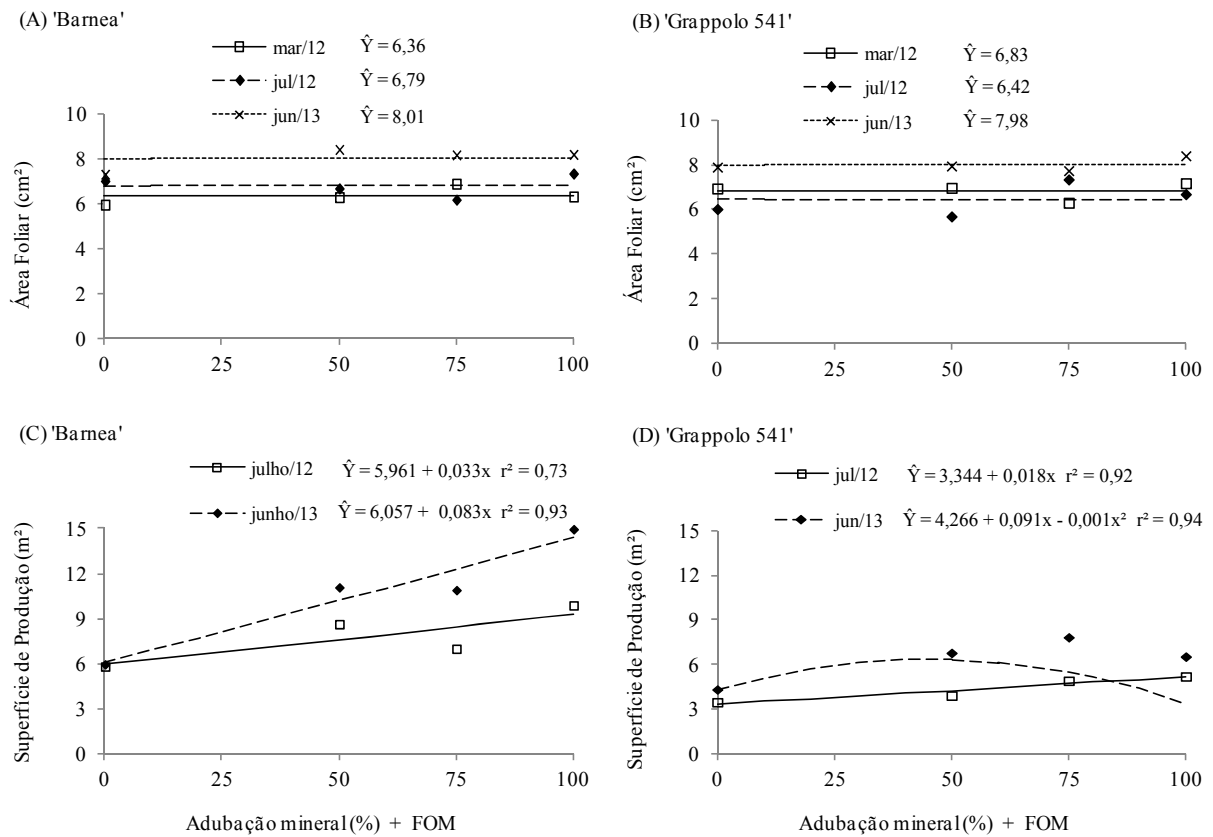 (A) 'Barnea'
mar/12 Ŷ = 6,36
jul/12 Ŷ = 6,79
jun/13 Ŷ = 8,01
Área Foliar (cm²)
10
8
6
4
2
0
0 25 50 75 100
(B) 'Grappolo 541'
mar/12 Ŷ = 6,83
jul/12 Ŷ = 6,42
jun/13 Ŷ = 7,98
Área Foliar (cm²)
10
8
6
4
2
0
0 25 50 75 100
(C) 'Barnea'
julho/12 Ŷ = 5,961 + 0,033x r² = 0,73
junho/13 Ŷ = 6,057 + 0,083x r² = 0,93
Superfície de Produção (m²)
15
12
9
6
3
0
0 25 50 75 100
Adubação mineral (%) + FOM
(D) 'Grappolo 541'
jul/12 Ŷ = 3,344 + 0,018x r² = 0,92
jun/13 Ŷ = 4,266 + 0,091x - 0,001x² r² = 0,94
Superfície de Produção (m²)
15
12
9
6
3
0
0 25 50 75 100
Adubação mineral (%) + FOM